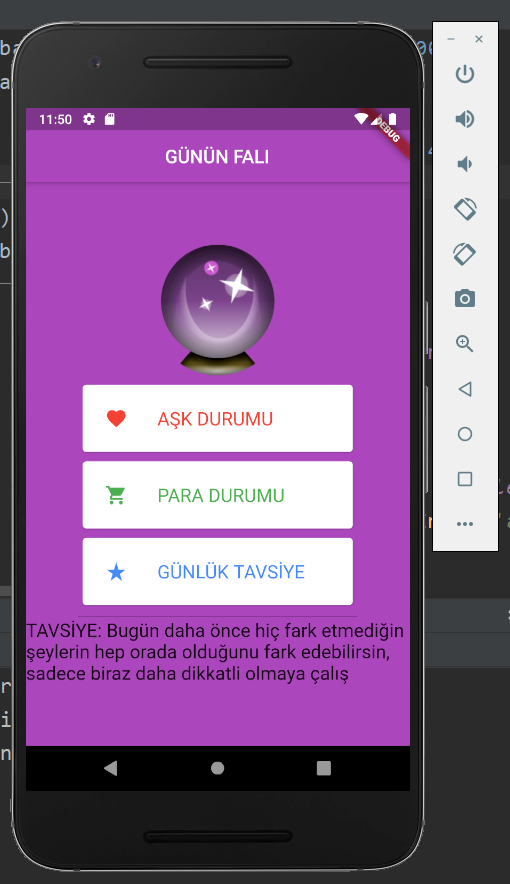 11:50
DEBUG
GÜNÜN FALI
AŞK DURUMU
PARA DURUMU
GÜNLÜK TAVSİYE
TAVSİYE: Bugün daha önce hiç fark etmediğin
şeylerin hep orada olduğunu fark edebilirsin,
sadece biraz daha dikkatli olmaya çalış